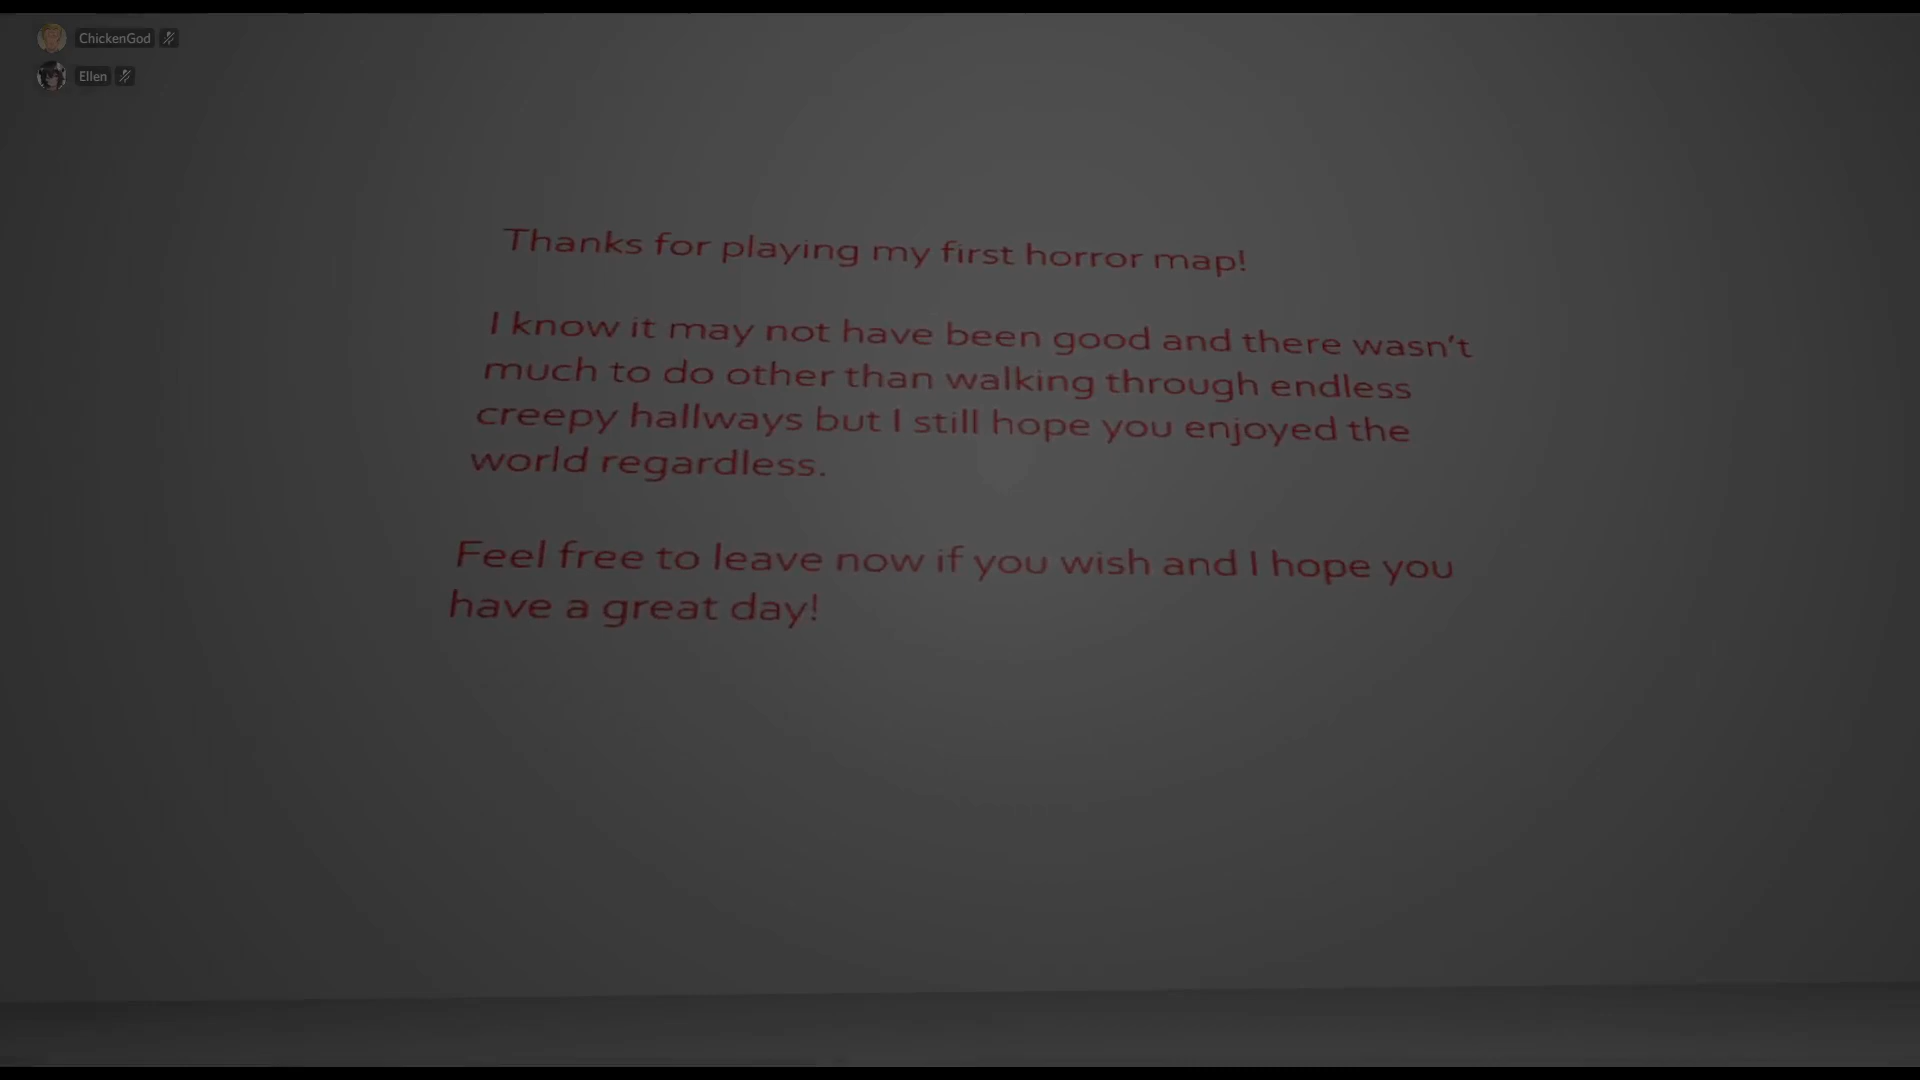 ChickenGod
Ellen
Thanks for playing my first horror map!
I know it may not have been good and there wasn't
much to do other than walking through endless
creepy hallways but I still hope you enjoyed the
world regardless.
Feel free to leave now if you wish and I hope you
have a great day!